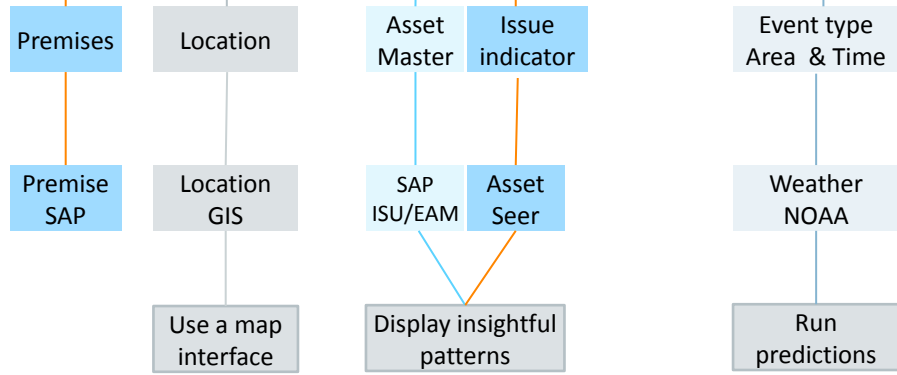 Premises
Location
Asset
Master
Issue
indicator
Event type
Area & Time
Premise
SAP
Location
GIS
SAP
ISU/EAM
Asset
Seer
Weather
NOAA
Use a map
interface
Display insightful
patterns
Run
predictions